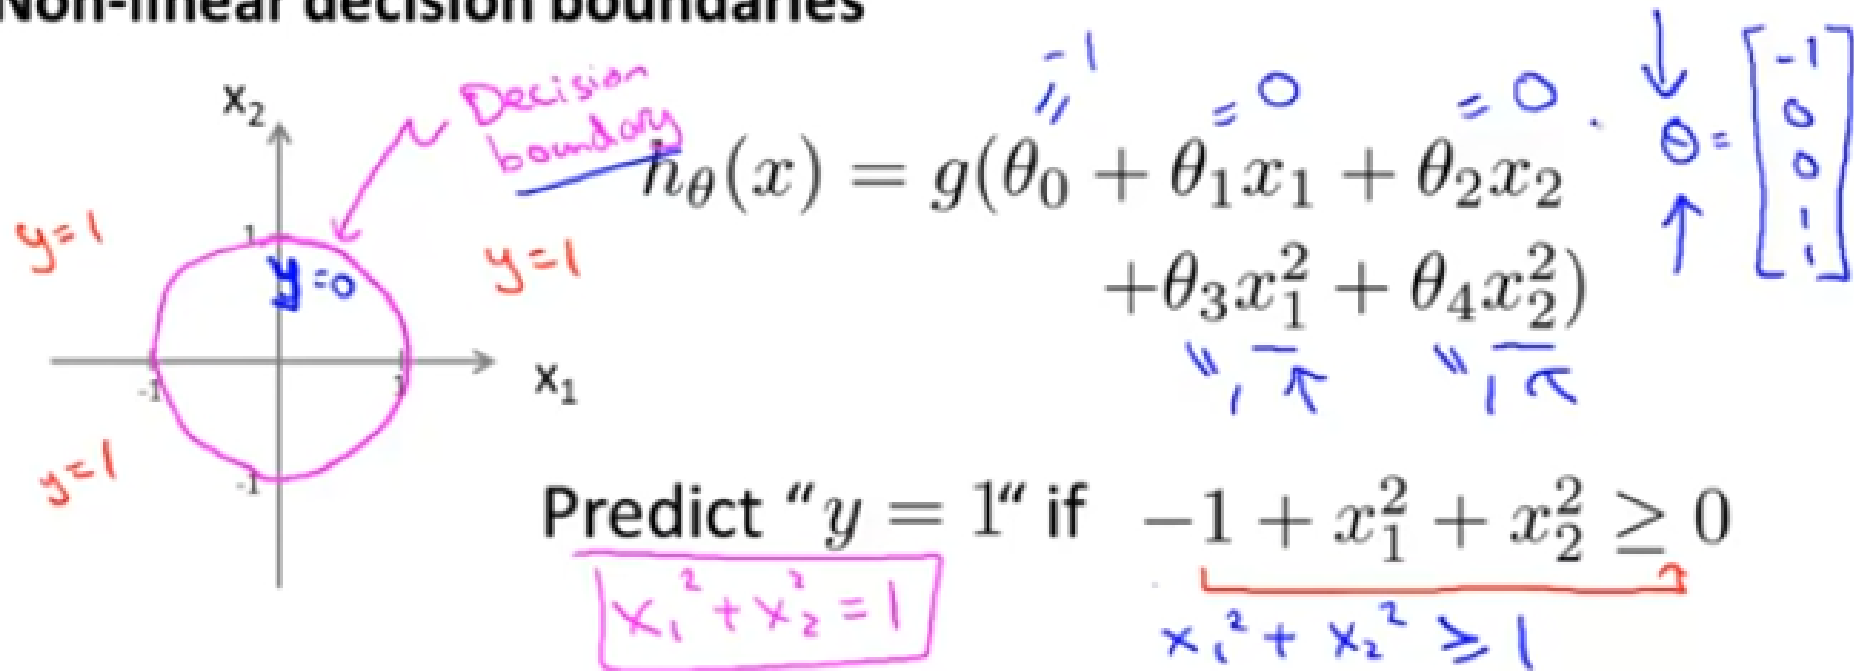 Non-linear decision boundaries
x₂
Decision
boundary
-1
=
= 0
= 0
h_θ(x) = g(θ₀ + θ₁x₁ + θ₂x₂
+θ₃x₁² + θ₄x₂²)
= 1
= 1
θ = [-1
0
0
1
1]
y=1
y=1
1
y=0
-1
1
x₁
y=1
-1
Predict “y = 1“ if −1 + x₁² + x₂² ≥ 0
x₁² + x₂² = 1
x₁² + x₂² ≥ 1